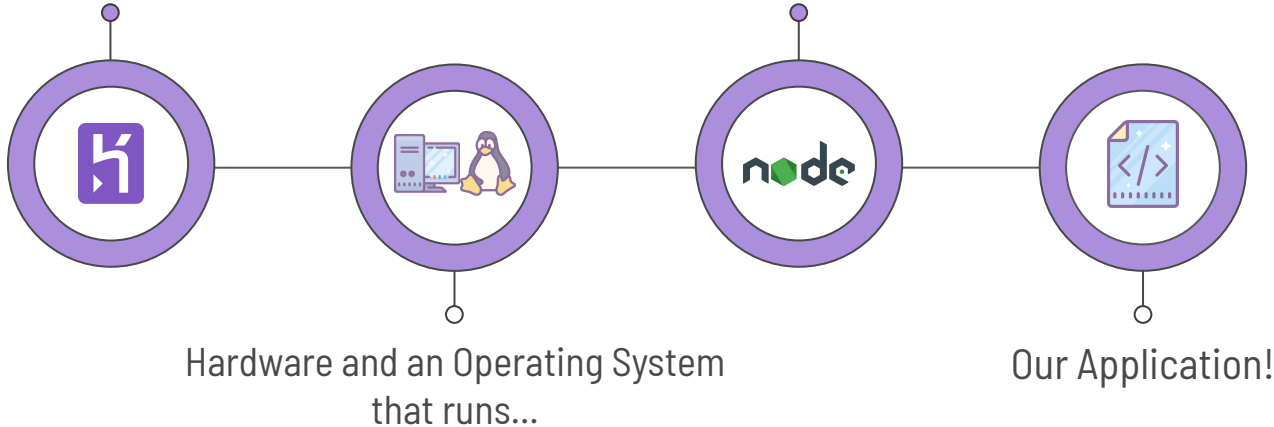 node
Hardware and an Operating System
that runs...
Our Application!